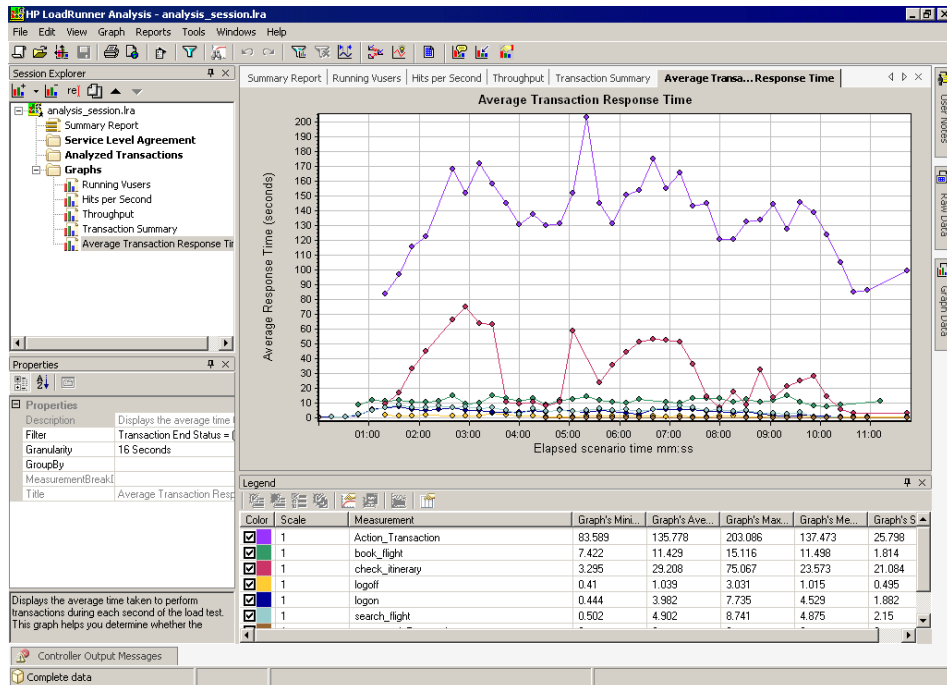 HP LoadRunner Analysis - analysis_session.lra
File Edit View Graph Reports Tools Windows Help
Session Explorer
analysis_session.lra
Summary Report
Service Level Agreement
Analyzed Transactions
Graphs
Running Vusers
Hits per Second
Throughput
Transaction Summary
Average Transaction Response Tir
Properties
Properties
Description Displays the average time
Filter Transaction End Status = (
Granularity 16 Seconds
GroupBy
MeasurementBreak
Title Average Transaction Resp
Displays the average time taken to perform
transactions during each second of the load test.
This graph helps you determine whether the
Summary Report Running Vusers Hits per Second Throughput Transaction Summary Average Transa...Response Time
Average Transaction Response Time
Average Response Time (seconds)
200
190
180
170
160
150
140
130
120
110
100
90
80
70
60
50
40
30
20
10
0
01:00 02:00 03:00 04:00 05:00 06:00 07:00 08:00 09:00 10:00 11:00
Elapsed scenario time mm:ss
User Notes
Raw Data
Graph Data
Legend
Color Scale Measurement Graph's Mini... Graph's Ave... Graph's Max... Graph's Me... Graph's S
1 Action_Transaction 83.589 135.778 203.086 137.473 25.798
1 book_flight 7.422 11.429 15.116 11.498 1.814
1 check_itinerary 3.295 29.208 75.067 23.573 21.084
1 logoff 0.41 1.039 3.031 1.015 0.495
1 logon 0.444 3.982 7.735 4.529 1.882
1 search_flight 0.502 4.902 8.741 4.875 2.15
Controller Output Messages
Complete data